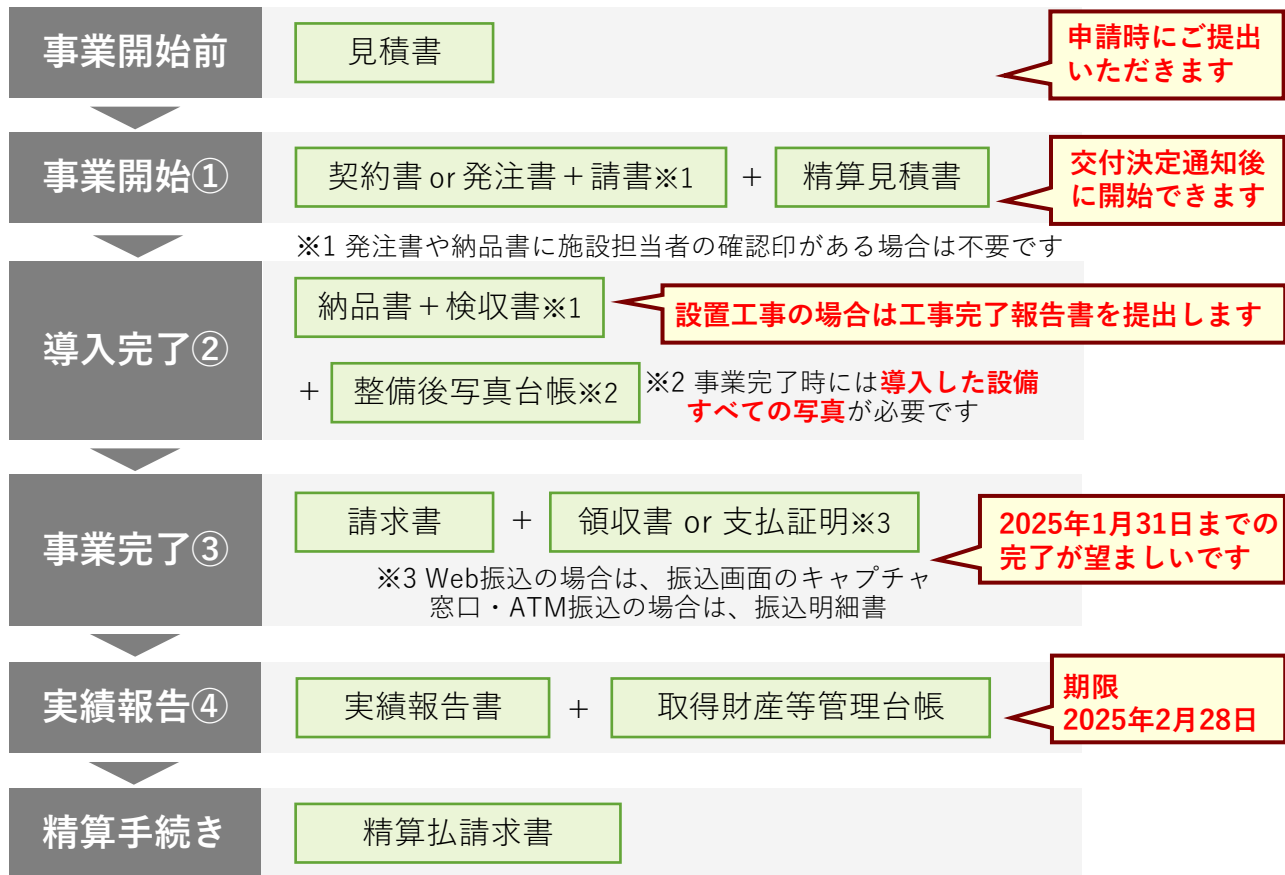 事業開始前
見積書
申請時にご提出
いただきます
事業開始①
契約書 or 発注書＋請書※1
＋
精算見積書
交付決定通知後
に開始できます
※1 発注書や納品書に施設担当者の確認印がある場合は不要です
導入完了②
納品書＋検収書※1
設置工事の場合は工事完了報告書を提出します
＋
整備後写真台帳※2
※2 事業完了時には導入した設備
すべての写真が必要です
事業完了③
請求書
＋
領収書 or 支払証明※3
2025年1月31日までの
完了が望ましいです
※3 Web振込の場合は、振込画面のキャプチャ
窓口・ATM振込の場合は、振込明細書
実績報告④
実績報告書
＋
取得財産等管理台帳
期限
2025年2月28日
精算手続き
精算払請求書